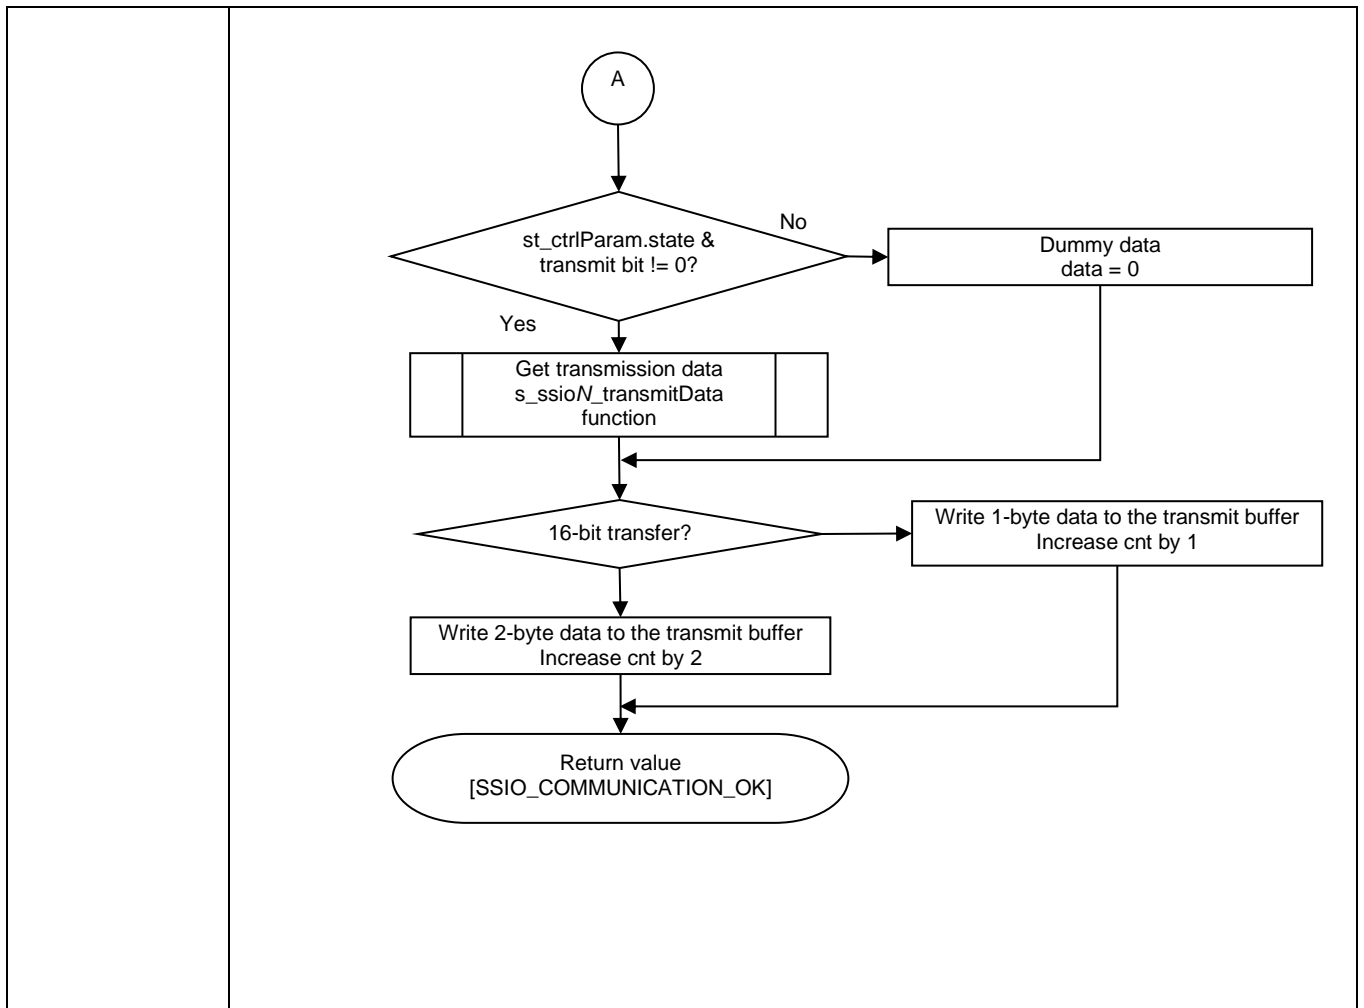 A
st_ctrlParam.state &
transmit bit != 0?
No
Dummy data
data = 0
Yes
Get transmission data
s_ssioN_transmitData
function
16-bit transfer?
Write 1-byte data to the transmit buffer
Increase cnt by 1
Write 2-byte data to the transmit buffer
Increase cnt by 2
Return value
[SSIO_COMMUNICATION_OK]